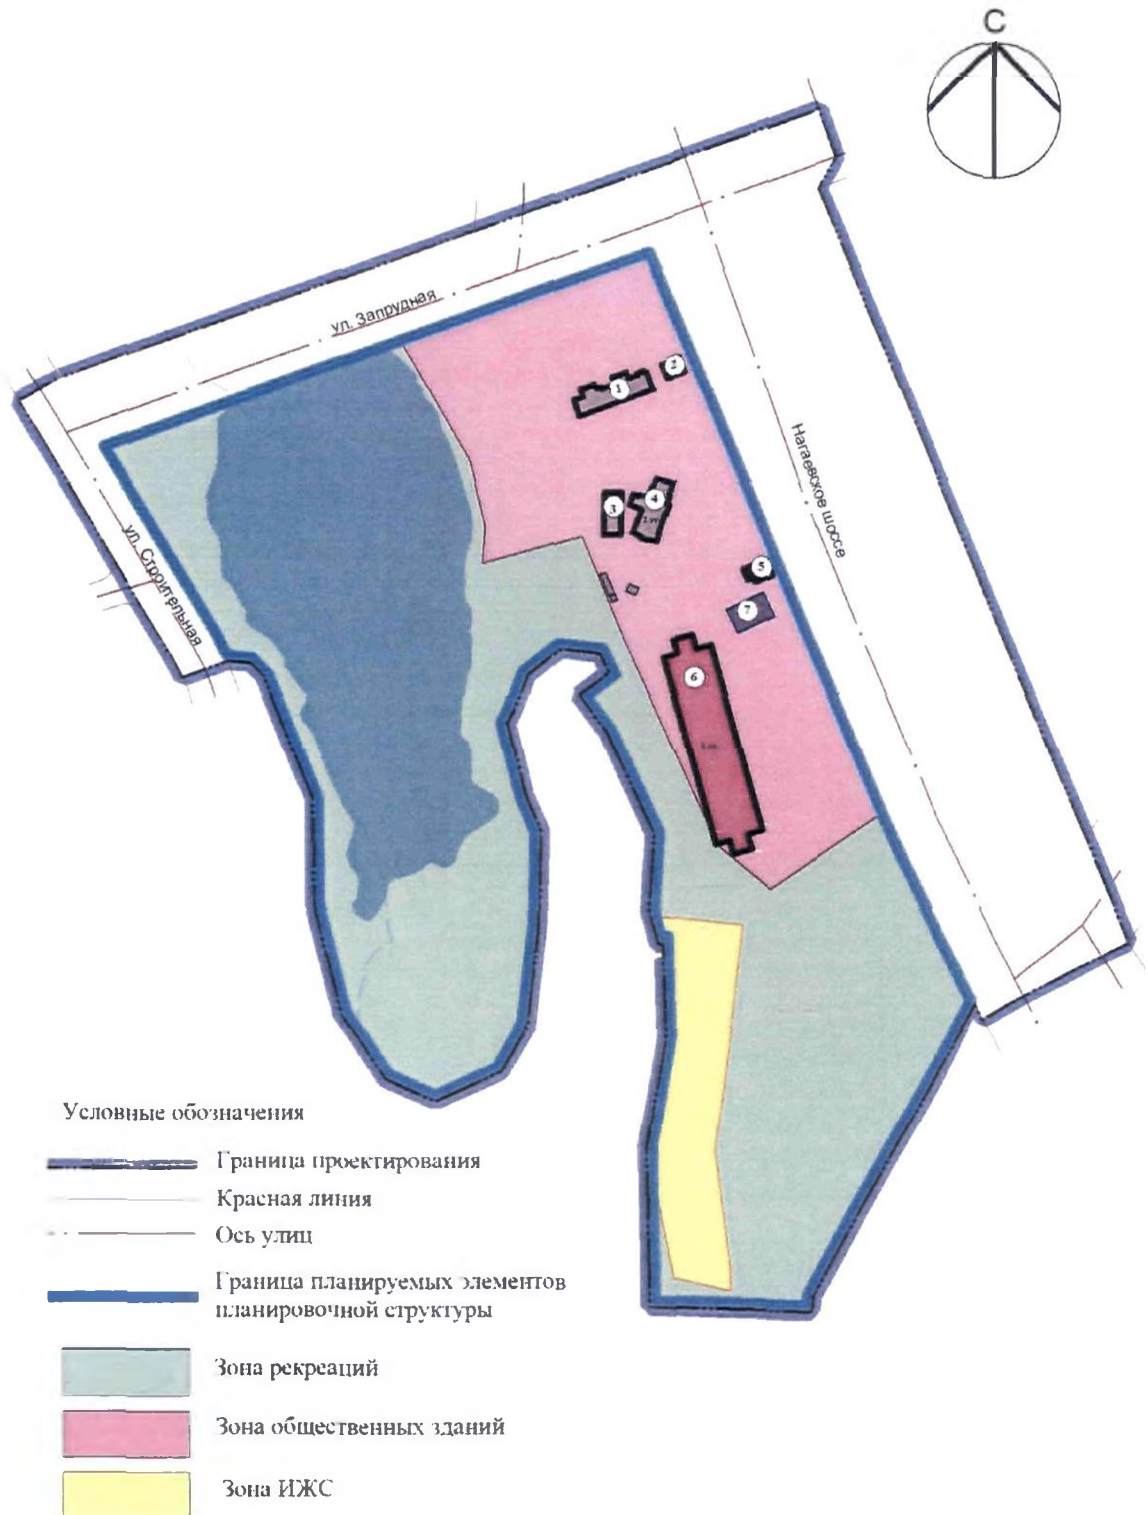 С
ул. Запрудная
Нагаевское шоссе
ул. Строительная
1
2
3
4
5
7
6
Условные обозначения
Граница проектирования
Красная линия
Ось улиц
Граница планируемых элементов
планировочной структуры
Зона рекреаций
Зона общественных зданий
Зона ИЖС